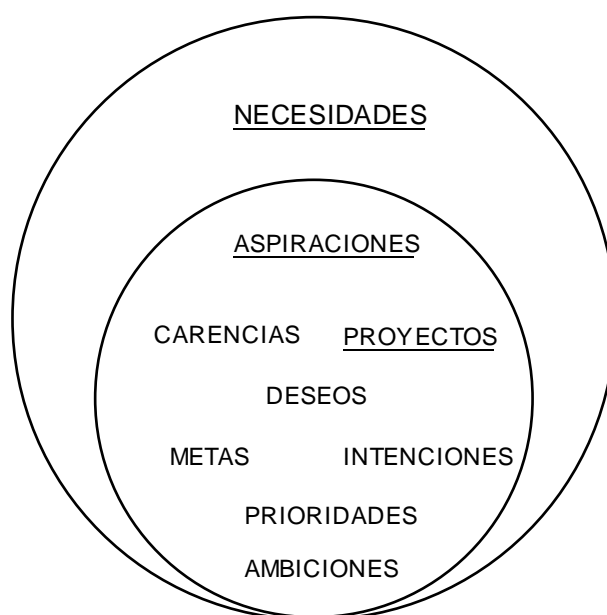 NECESIDADES
ASPIRACIONES
CARENCIAS PROYECTOS
DESEOS
METAS INTENCIONES
PRIORIDADES
AMBICIONES